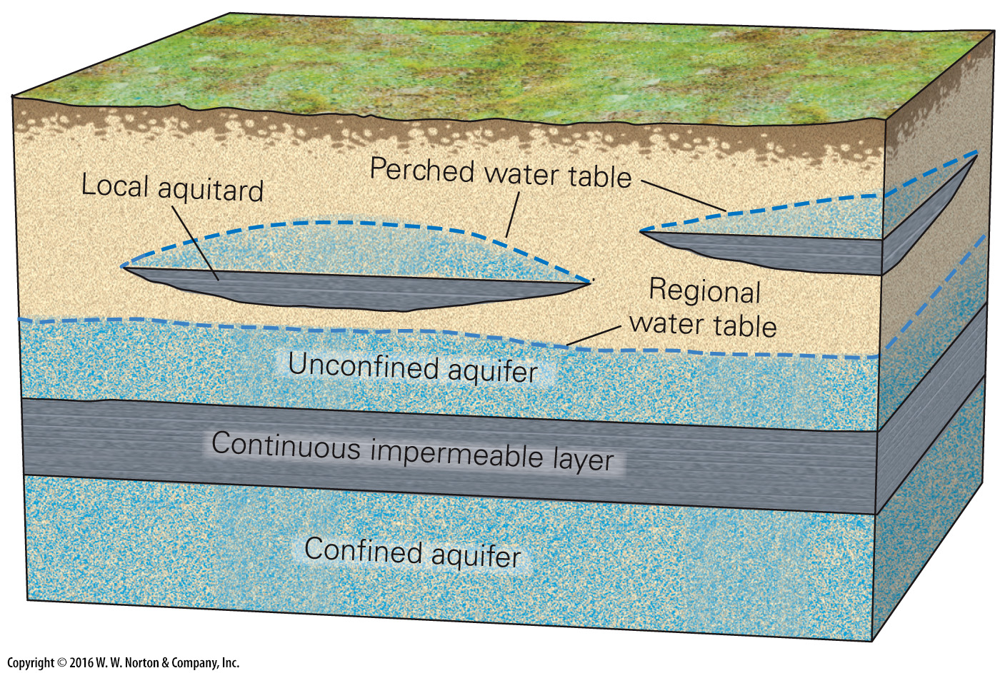 Perched water table
Local aquitard
Regional
water table
Unconfined aquifer
Continuous impermeable layer
Confined aquifer
Copyright © 2016 W. W. Norton & Company, Inc.